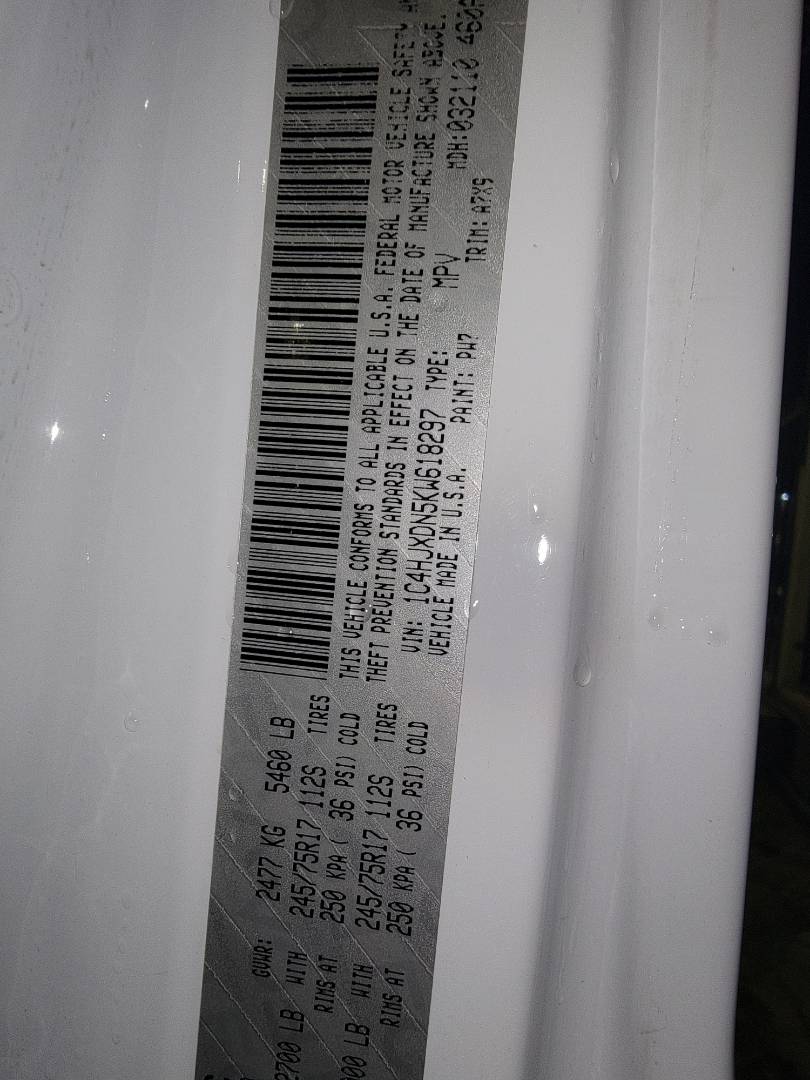 GVWR: 2477 KG 5460 LB
2700 LB WITH 245/75R17 112S TIRES
RIMS AT 250 KPA ( 36 PSI) COLD
WITH 245/75R17 112S TIRES
RIMS AT 250 KPA ( 36 PSI) COLD
THIS VEHICLE CONFORMS TO ALL APPLICABLE U.S.A. FEDERAL MOTOR VEHICLE SAFETY
THEFT PREVENTION STANDARDS IN EFFECT ON THE DATE OF MANUFACTURE SHOWN ABOVE.
VIN: 1C4HJXDN5KW618297 TYPE: MPV MDH:032110 460
VEHICLE MADE IN U.S.A. PAINT: PW7 TRIM: A7X9